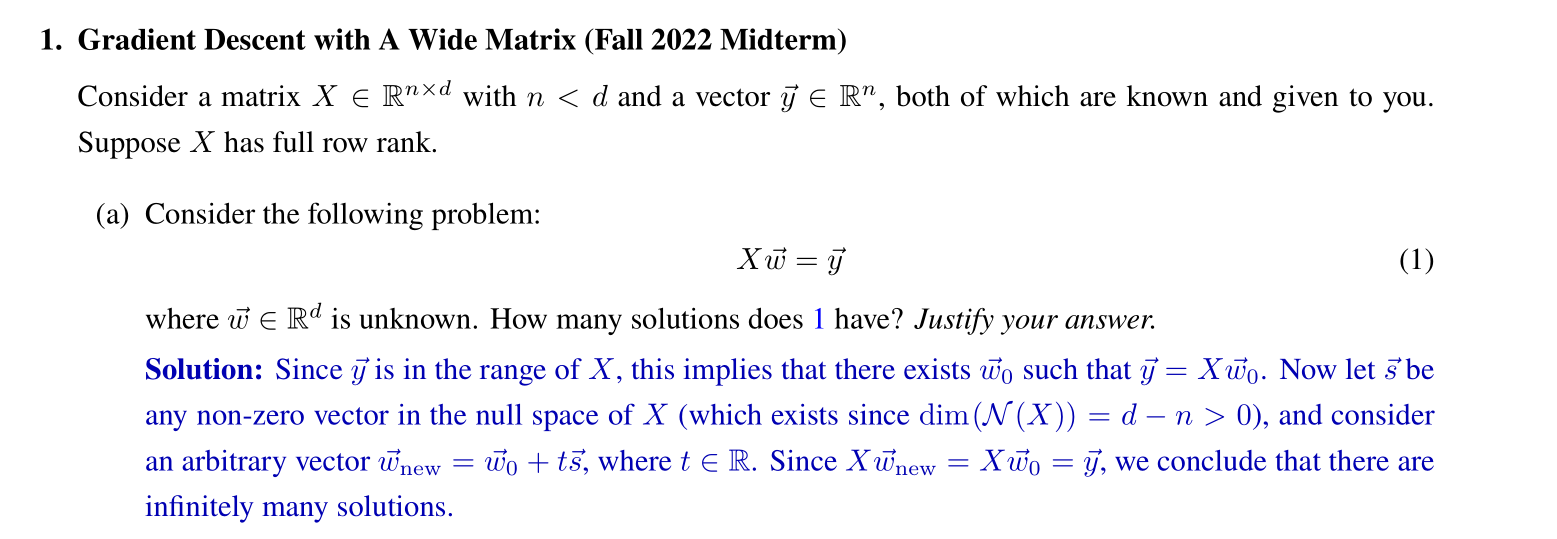 1. Gradient Descent with A Wide Matrix (Fall 2022 Midterm)
Consider a matrix $X \in \mathbb{R}^{n \times d}$ with $n < d$ and a vector $\vec{y} \in \mathbb{R}^n$, both of which are known and given to you.
Suppose $X$ has full row rank.
(a) Consider the following problem:
$X\vec{w} = \vec{y}$ (1)
where $\vec{w} \in \mathbb{R}^d$ is unknown. How many solutions does 1 have? Justify your answer.
Solution: Since $\vec{y}$ is in the range of $X$, this implies that there exists $\vec{w}_0$ such that $\vec{y} = X\vec{w}_0$. Now let $\vec{s}$ be
any non-zero vector in the null space of $X$ (which exists since $\dim(\mathcal{N}(X)) = d - n > 0$), and consider
an arbitrary vector $\vec{w}_{\text{new}} = \vec{w}_0 + t\vec{s}$, where $t \in \mathbb{R}$. Since $X\vec{w}_{\text{new}} = X\vec{w}_0 = \vec{y}$, we conclude that there are
infinitely many solutions.